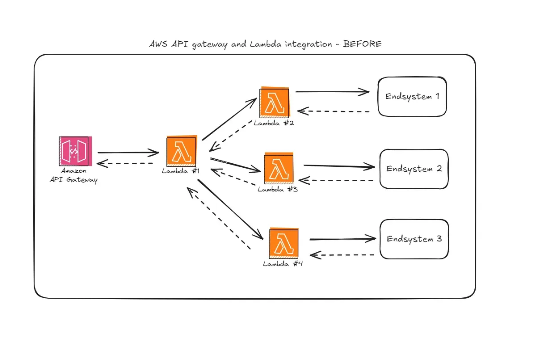 AWS API gateway and Lambda integration - BEFORE
Lambda #2
Endsystem 1
Amazon
API Gateway
Lambda #1
Lambda #3
Endsystem 2
Lambda #4
Endsystem 3